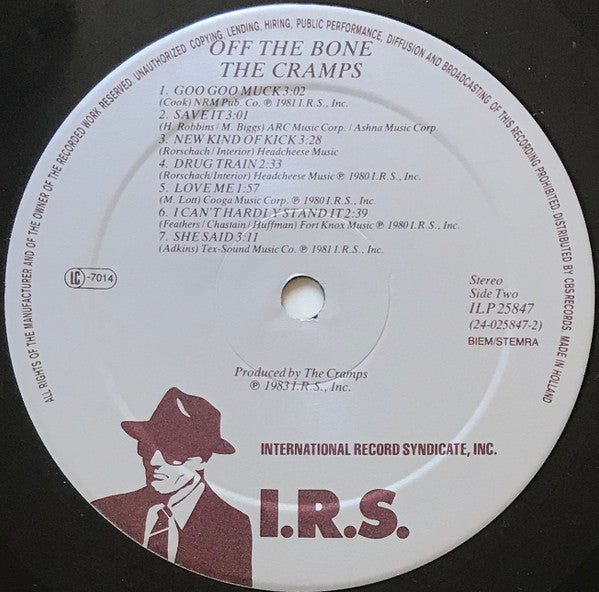 ALL RIGHTS OF THE MANUFACTURER AND OF THE OWNER OF THE RECORDED WORK RESERVED. UNAUTHORIZED COPYING, LENDING, HIRING, PUBLIC PERFORMANCE, DIFFUSION AND BROADCASTING OF THIS RECORDING PROHIBITED. DISTRIBUTED BY CBS RECORDS. MADE IN HOLLAND
OFF THE BONE
THE CRAMPS
1. GOO GOO MUCK 3:02
(Cook) NRM Pub. Co. ℗ 1981 I.R.S., Inc.
2. SAVE IT 3:01
(H. Robbins / M. Biggs) ARC Music Corp. / Ashna Music Corp.
3. NEW KIND OF KICK 3:28
(Rorschach / Interior) Headcheese Music
4. DRUG TRAIN 2:33
(Rorschach / Interior) Headcheese Music ℗ 1980 I.R.S., Inc.
5. LOVE ME 1:57
(M. Lott) Cooga Music Corp. ℗ 1980 I.R.S., Inc.
6. I CAN'T HARDLY STAND IT 2:39
(Feathers / Chastain / Huffman) Fort Knox Music ℗ 1980 I.R.S., Inc.
7. SHE SAID 3:11
(Adkins) Tex-Sound Music Co. ℗ 1981 I.R.S., Inc.
LC -7014
Stereo
Side Two
ILP 25847
(24-025847-2)
BIEM/STEMRA
Produced by The Cramps
℗ 1983 I.R.S., Inc.
INTERNATIONAL RECORD SYNDICATE, INC.
I.R.S.